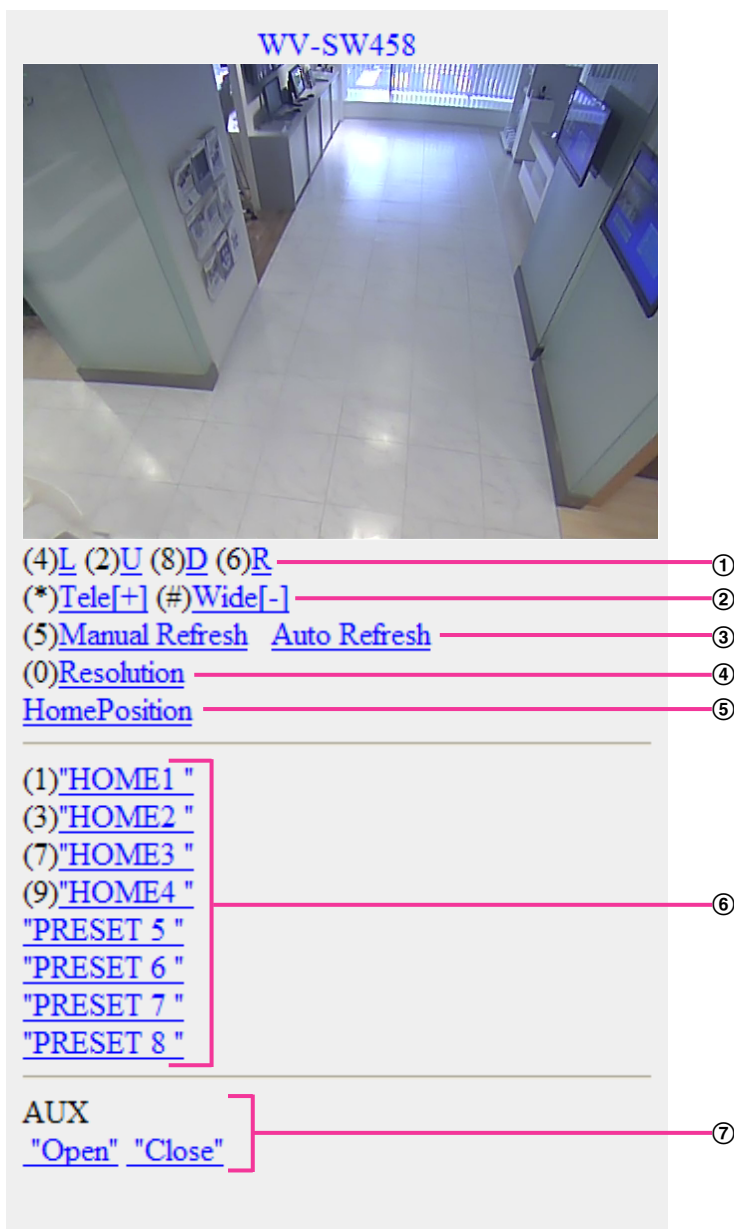 WV-SW458
(4)L (2)U (8)D (6)R ①
(*)Tele[+] (#)Wide[-] ②
(5)Manual Refresh Auto Refresh ③
(0)Resolution ④
HomePosition ⑤
(1)"HOME1 "
(3)"HOME2 "
(7)"HOME3 "
(9)"HOME4 " ⑥
"PRESET 5 "
"PRESET 6 "
"PRESET 7 "
"PRESET 8 "
AUX ⑦
"Open" "Close"